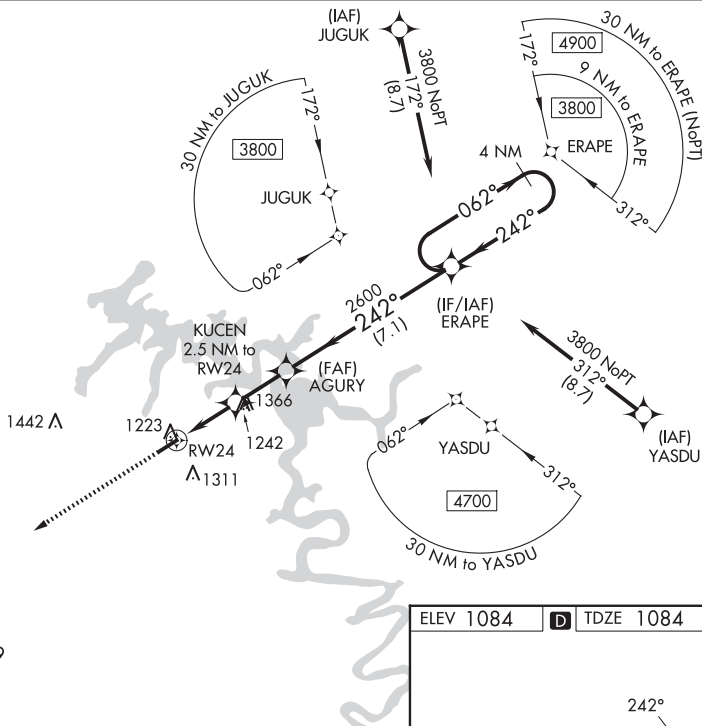 (IAF)
JUGUK
3800 NoPT
172°
(8.7)
30 NM to JUGUK
172°
3800
JUGUK
062°
30 NM to ERAPE (NoPT)
4900
172°
9 NM to ERAPE
3800
ERAPE
312°
4 NM
062°
242°
(IF/IAF)
ERAPE
2600
242°
(7.1)
KUCEN
2.5 NM to
RW24
(FAF)
AGURY
1366
1242
1442
1223
RW24
1311
3800 NoPT
312°
(8.7)
(IAF)
YASDU
062°
YASDU
312°
4700
30 NM to YASDU
ELEV 1084
D
TDZE 1084
242°